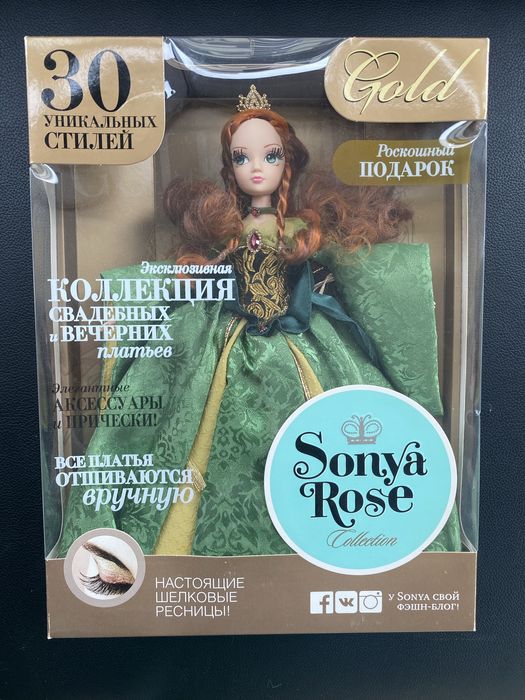 30
УНИКАЛЬНЫХ
СТИЛЕЙ
Gold
Роскошный
ПОДАРОК
Эксклюзивная
КОЛЛЕКЦИЯ
СВАДЕБНЫХ
и ВЕЧЕРНИХ
платьев
Элегантные
АКСЕССУАРЫ
и ПРИЧЕСКИ!
ВСЕ ПЛАТЬЯ
ОТШИВАЮТСЯ
вручную
Sonya
Rose
Collection
НАСТОЯЩИЕ
ШЕЛКОВЫЕ
РЕСНИЦЫ!
У SONYA СВОЙ
ФЭШН-БЛОГ!